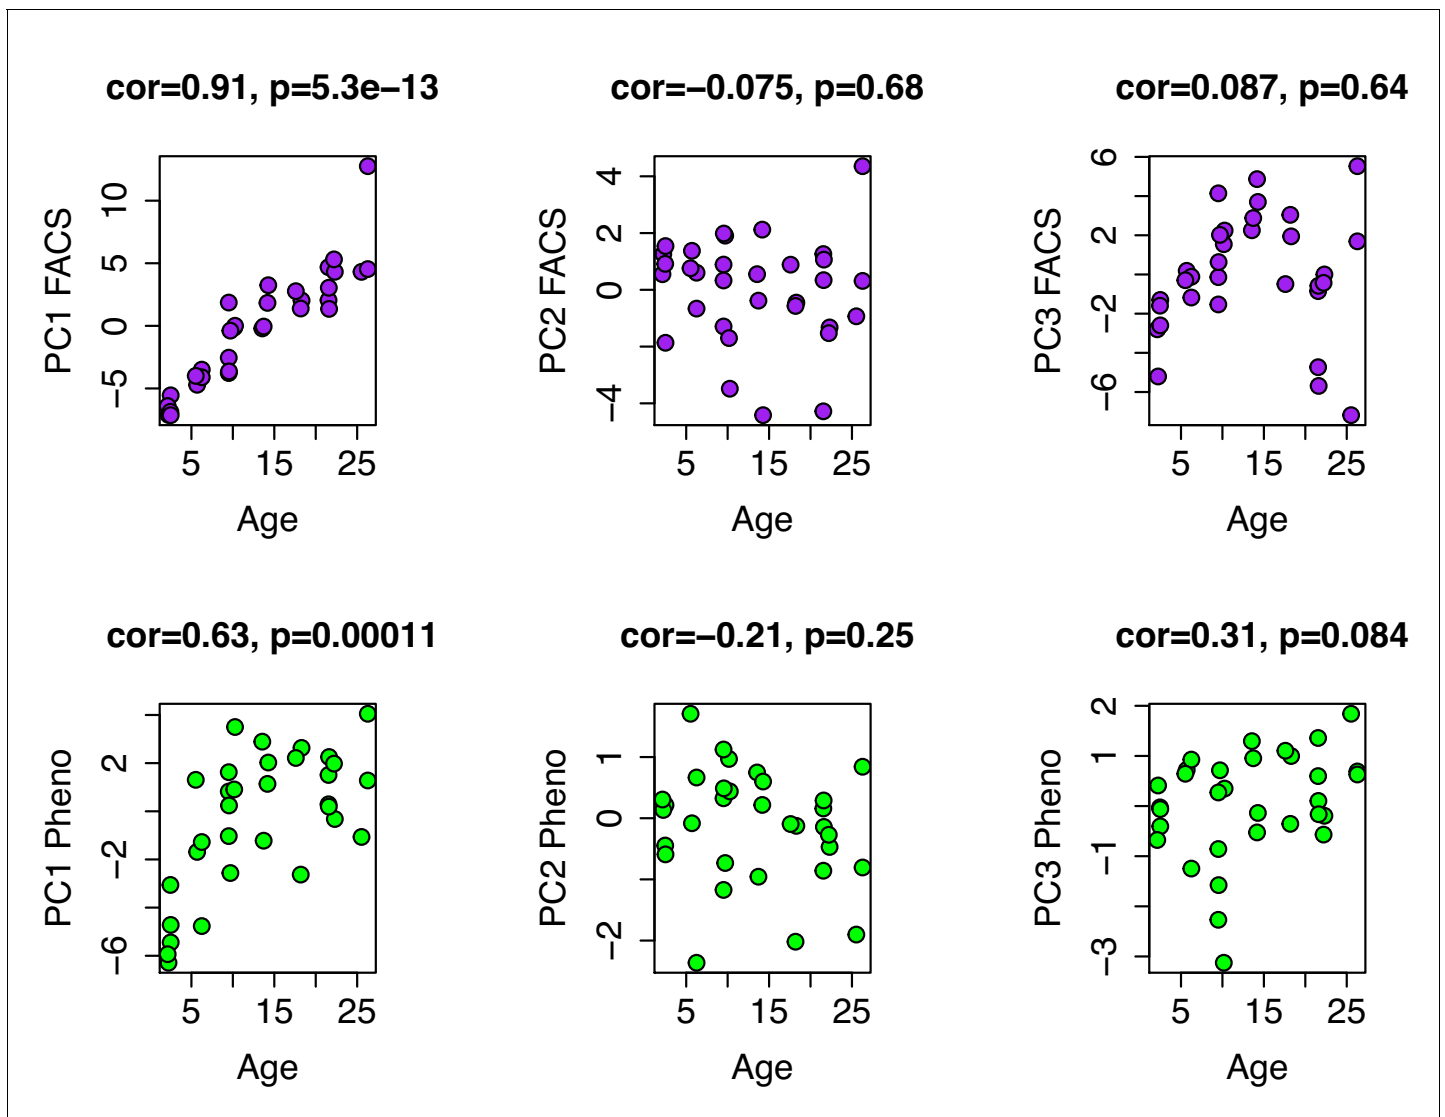 cor=0.91, p=5.3e−13
PC1 FACS
10
5
0
−5
5 15 25
Age
cor=−0.075, p=0.68
PC2 FACS
4
2
0
−4
5 15 25
Age
cor=0.087, p=0.64
PC3 FACS
6
2
−2
−6
5 15 25
Age
cor=0.63, p=0.00011
PC1 Pheno
2
−2
−6
5 15 25
Age
cor=−0.21, p=0.25
PC2 Pheno
1
0
−2
5 15 25
Age
cor=0.31, p=0.084
PC3 Pheno
2
1
−1
−3
5 15 25
Age